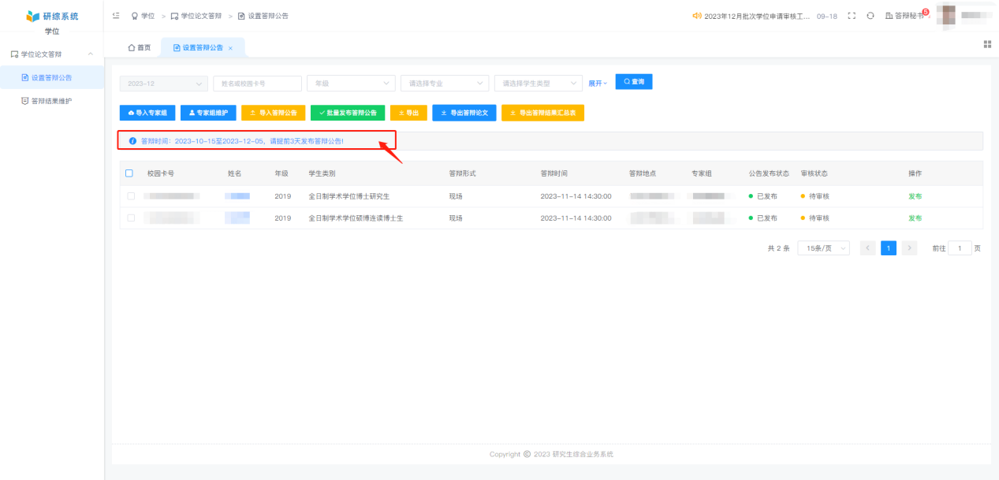 研综系统
学位
学位 > 学位论文答辩 > 设置答辩公告
2023年12月批次学位申请审核工... 09-18
答辩秘书 5
学位论文答辩
设置答辩公告
答辩结果维护
首页 设置答辩公告 ×
2023-12 姓名或校园卡号 年级 请选择专业 请选择学生类型 展开 查询
导入专家组 专家组维护 导入答辩公告 批量发布答辩公告 导出 导出答辩论文 导出答辩结果汇总表
答辩时间：2023-10-15至2023-12-05，请提前3天发布答辩公告!
校园卡号 姓名 年级 学生类别 答辩形式 答辩时间 答辩地点 专家组 公告发布状态 审核状态 操作
2019 全日制学术学位博士研究生 现场 2023-11-14 14:30:00 已发布 待审核 发布
2019 全日制学术学位硕博连读博士生 现场 2023-11-14 14:30:00 已发布 待审核 发布
共 2 条 15条/页 < 1 > 前往 1 页
Copyright © 2023 研究生综合业务系统